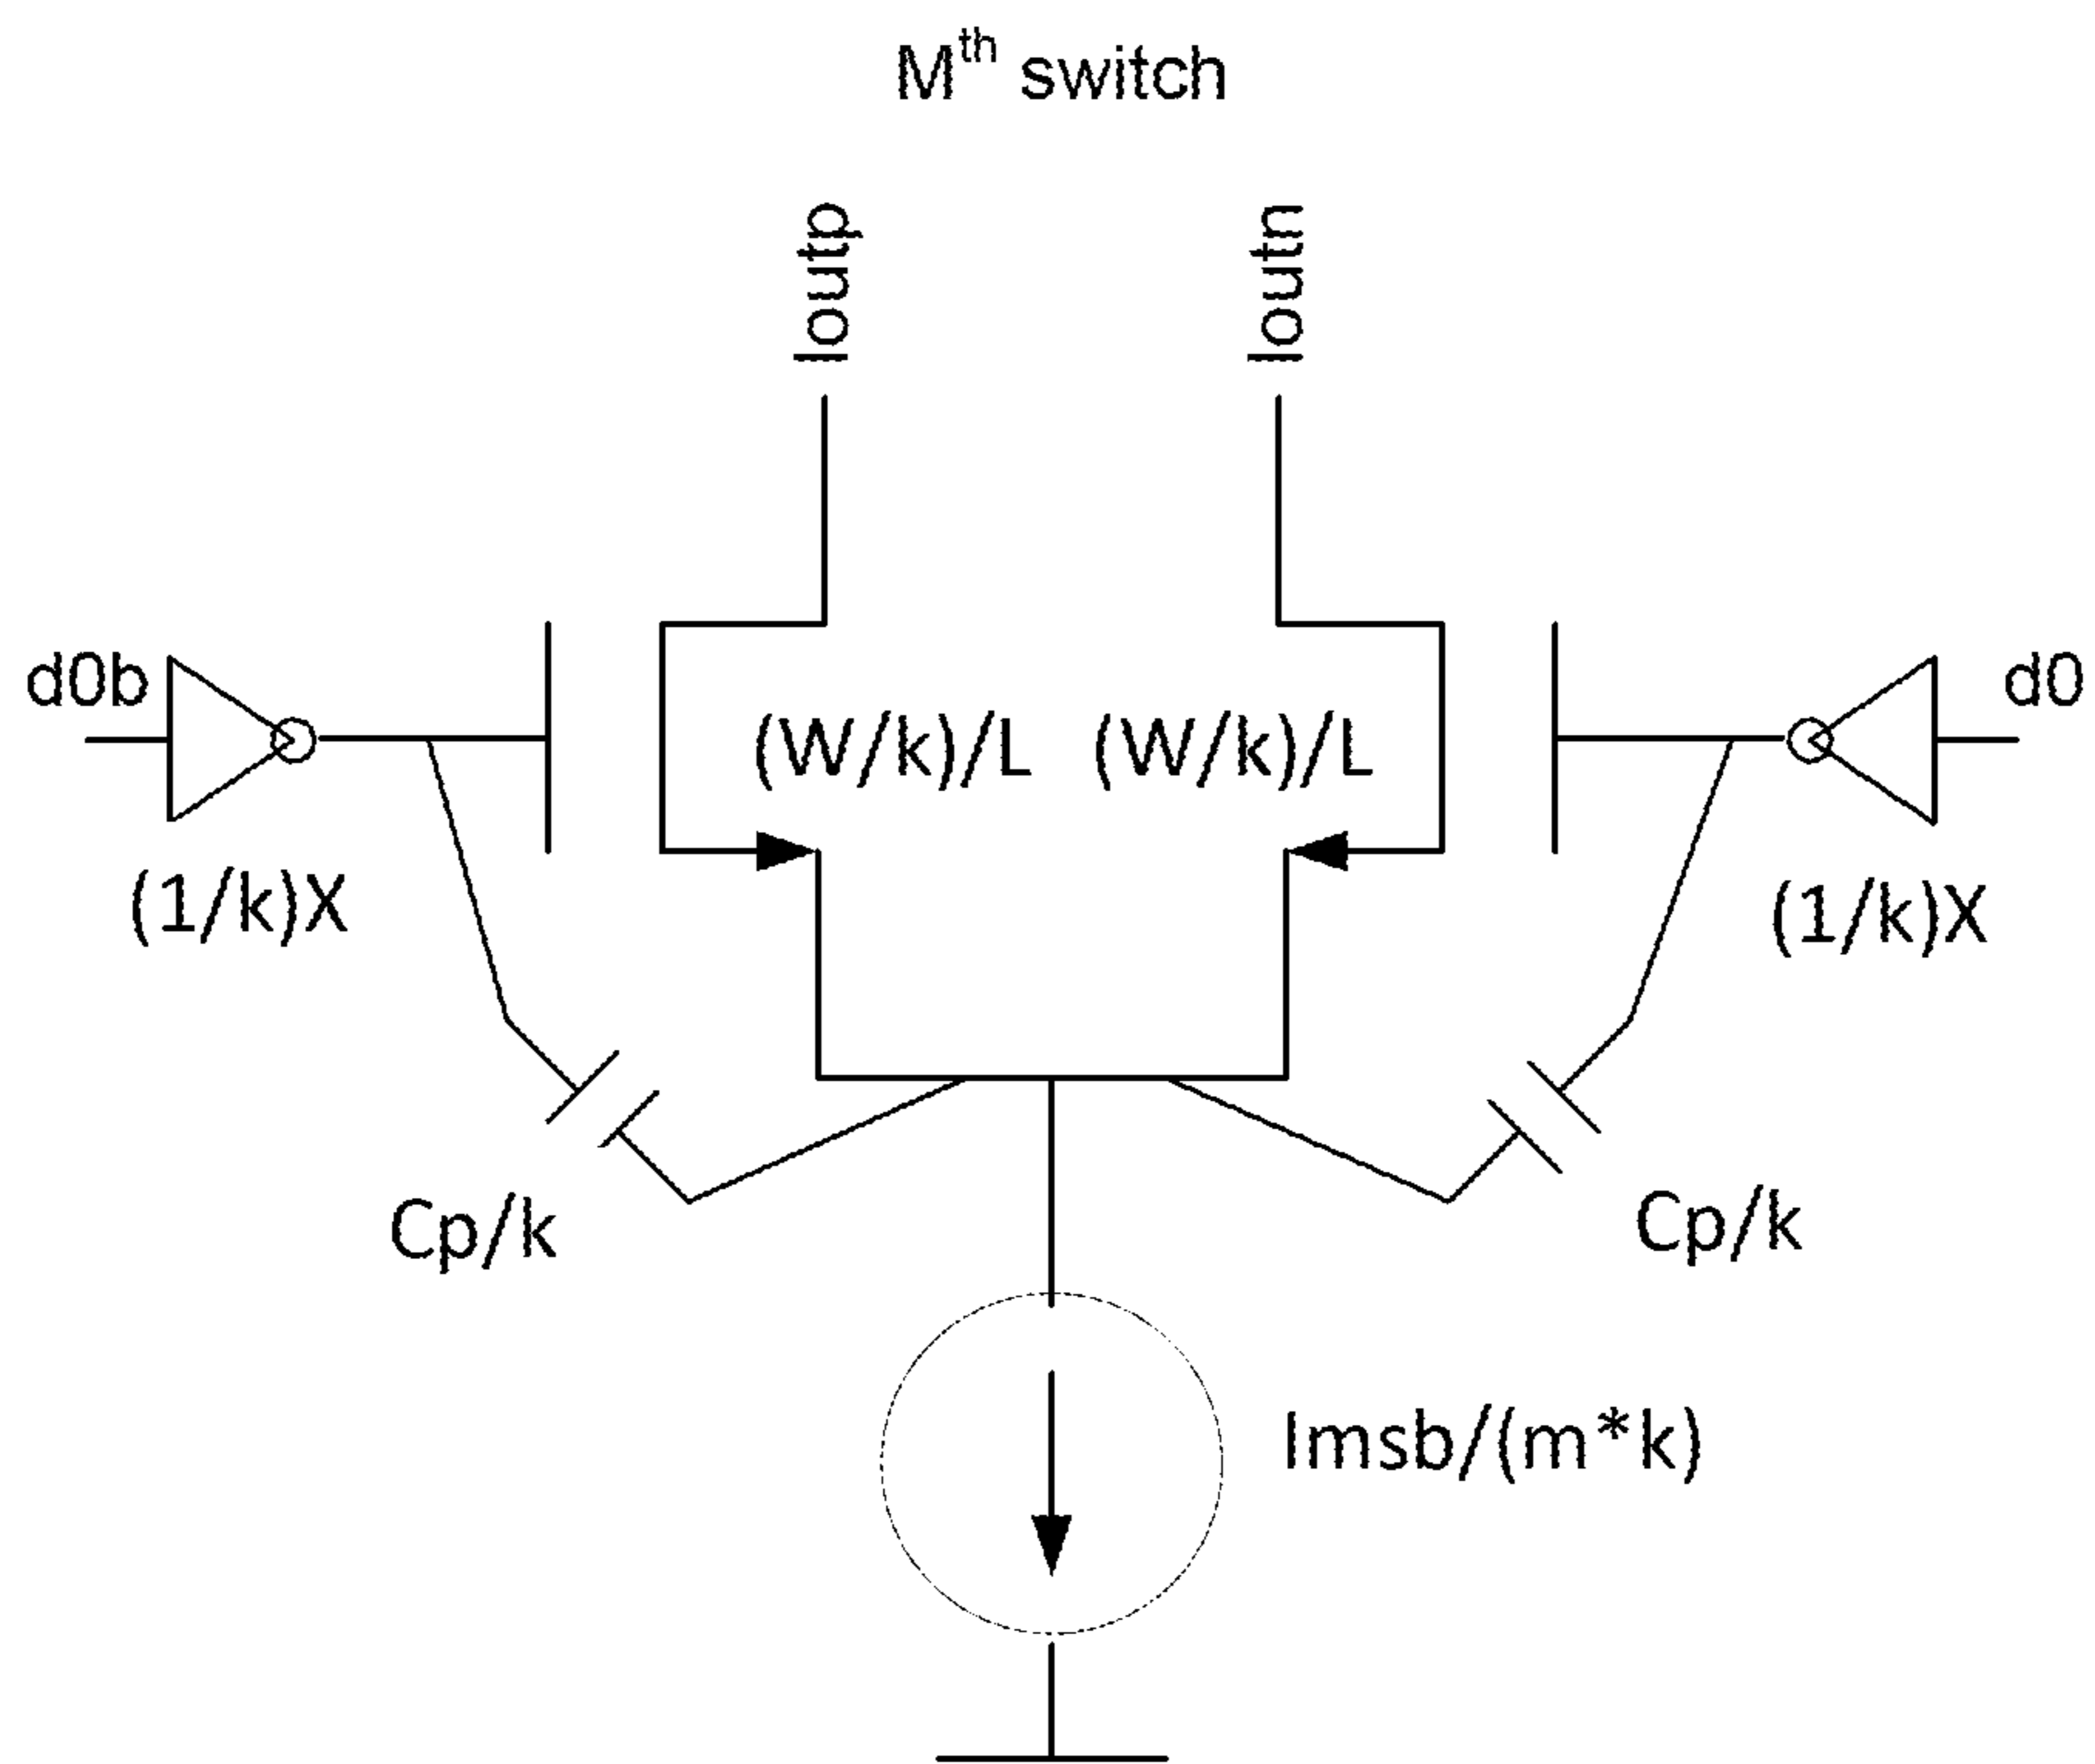 Mth switch
Ioutp
Ioutn
d0b
d0
(W/k)/L
(W/k)/L
(1/k)X
(1/k)X
Cp/k
Cp/k
Imsb/(m*k)